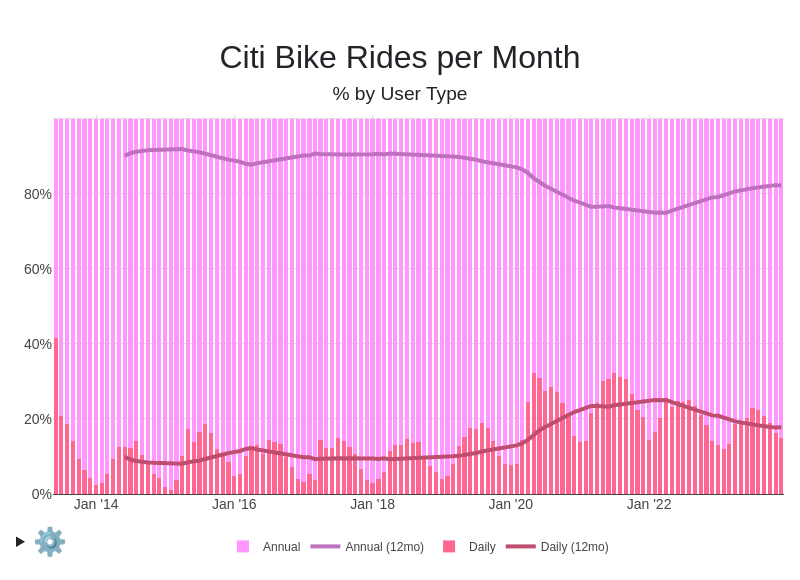 Citi Bike Rides per Month
% by User Type
80%
60%
40%
20%
0%
Jan '14 Jan '16 Jan '18 Jan '20 Jan '22
Annual Annual (12mo) Daily Daily (12mo)